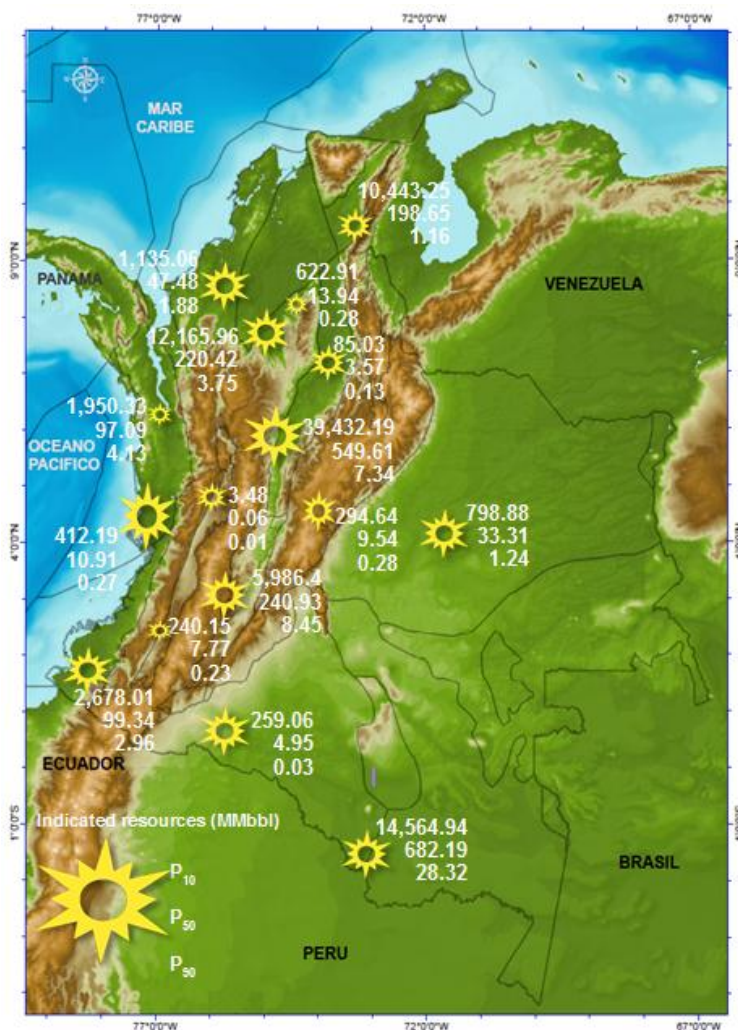 77°0'0"W 72°0'0"W 67°0'0"W
N
W E
S
MAR
CARIBE
10,443.25
198.65
1.16
9°0'0"N
PANAMA
1,135.06
47.48
1.88
622.91
13.94
0.28
VENEZUELA
12,165.96
220.42
3.75
85.03
3.57
0.13
1,950.33
97.09
4.13
OCEANO
PACIFICO
39,432.19
549.61
7.34
3.48
0.06
0.01
412.19
10.91
0.27
294.64
9.54
0.28
798.88
33.31
1.24
4°0'0"N
5,986.4
240.93
8.45
240.15
7.77
0.23
2,678.01
99.34
2.96
259.06
4.95
0.03
ECUADOR
Indicated resources (MMbbl)
1°0'0"S
14,564.94
682.19
28.32
BRASIL
P10
P50
P90
PERU
77°0'0"W 72°0'0"W 67°0'0"W